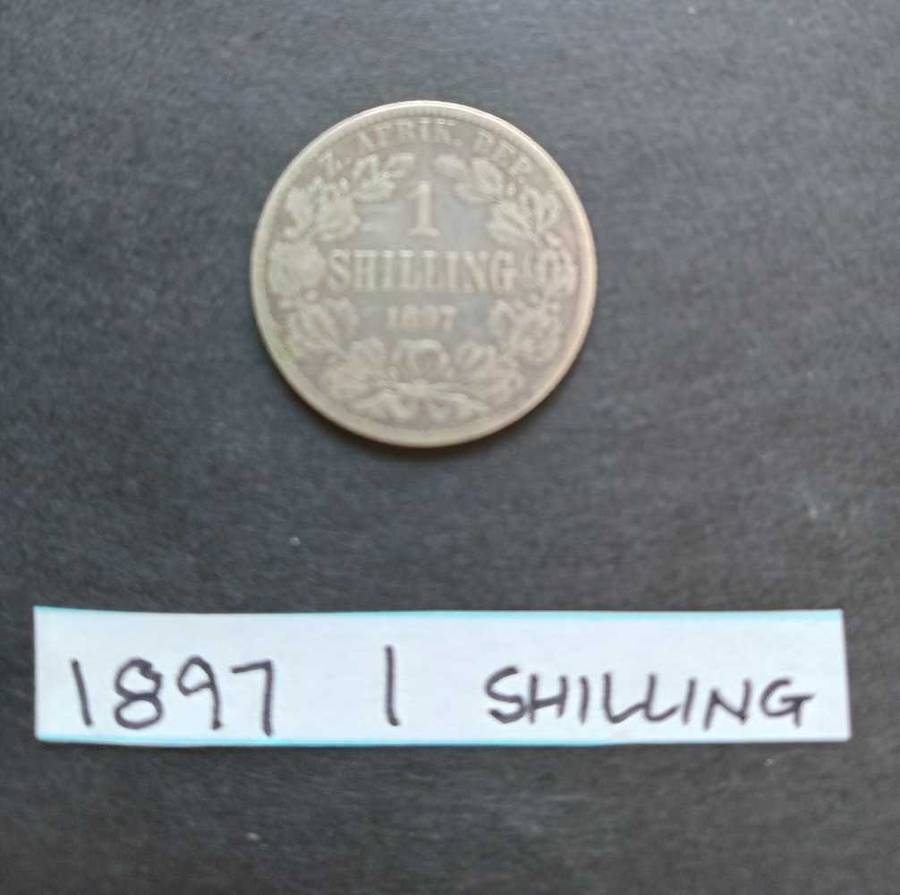 Z. AFRIK. REP.
1
SHILLING
1897
1897 1 SHILLING